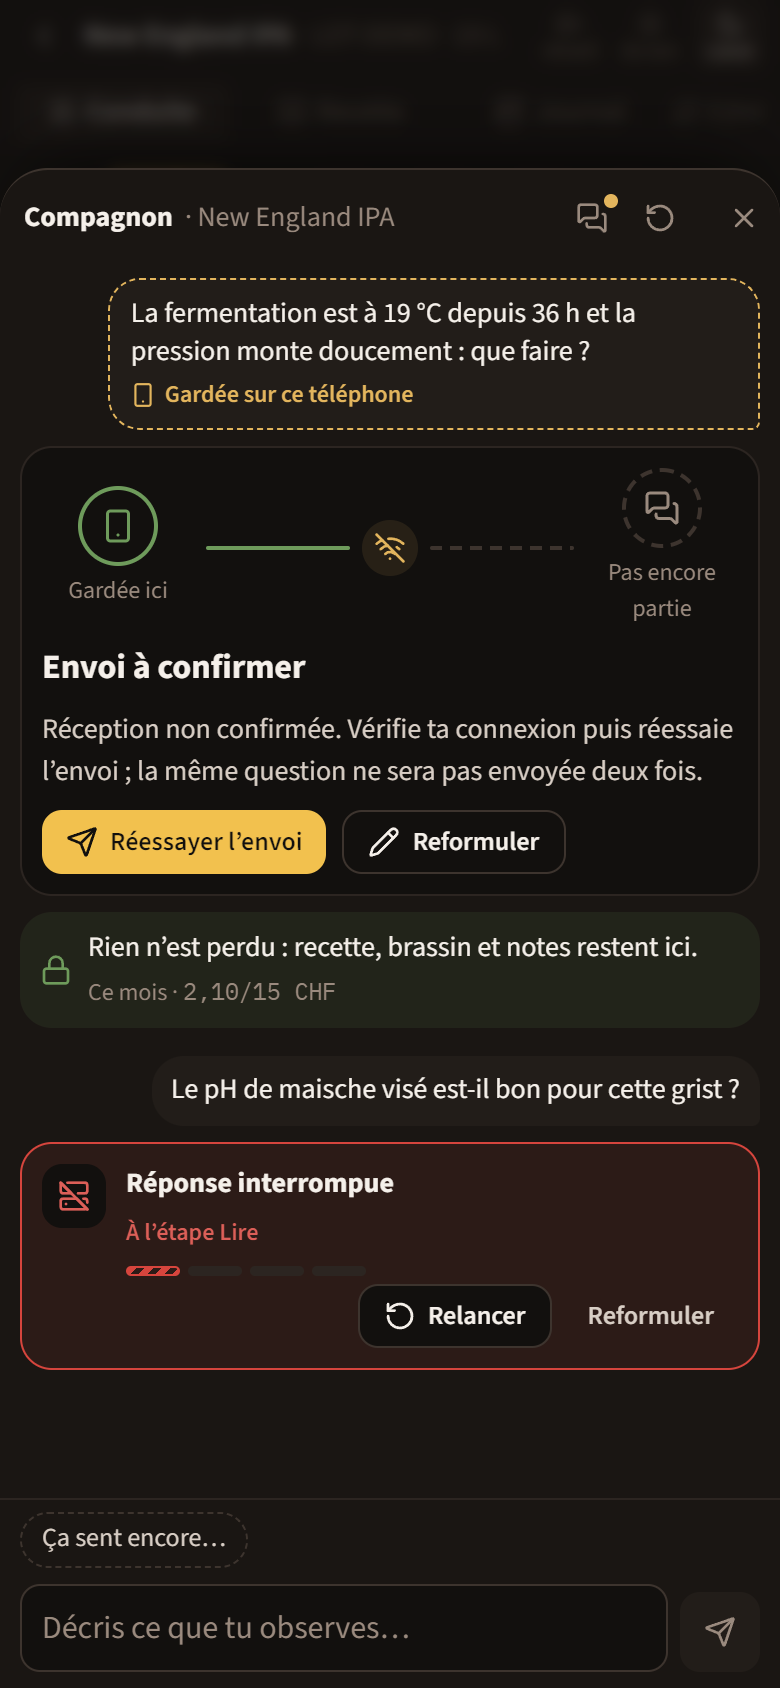 New England IPA
Compagnon · New England IPA
La fermentation est à 19 °C depuis 36 h et la
pression monte doucement : que faire ?
Gardée sur ce téléphone
Gardée ici
Pas encore
partie
Envoi à confirmer
Réception non confirmée. Vérifie ta connexion puis réessaie
l’envoi ; la même question ne sera pas envoyée deux fois.
Réessayer l’envoi
Reformuler
Rien n’est perdu : recette, brassin et notes restent ici.
Ce mois · 2,10/15 CHF
Le pH de maische visé est-il bon pour cette grist ?
Réponse interrompue
À l’étape Lire
Relancer
Reformuler
Ça sent encore…
Décris ce que tu observes…